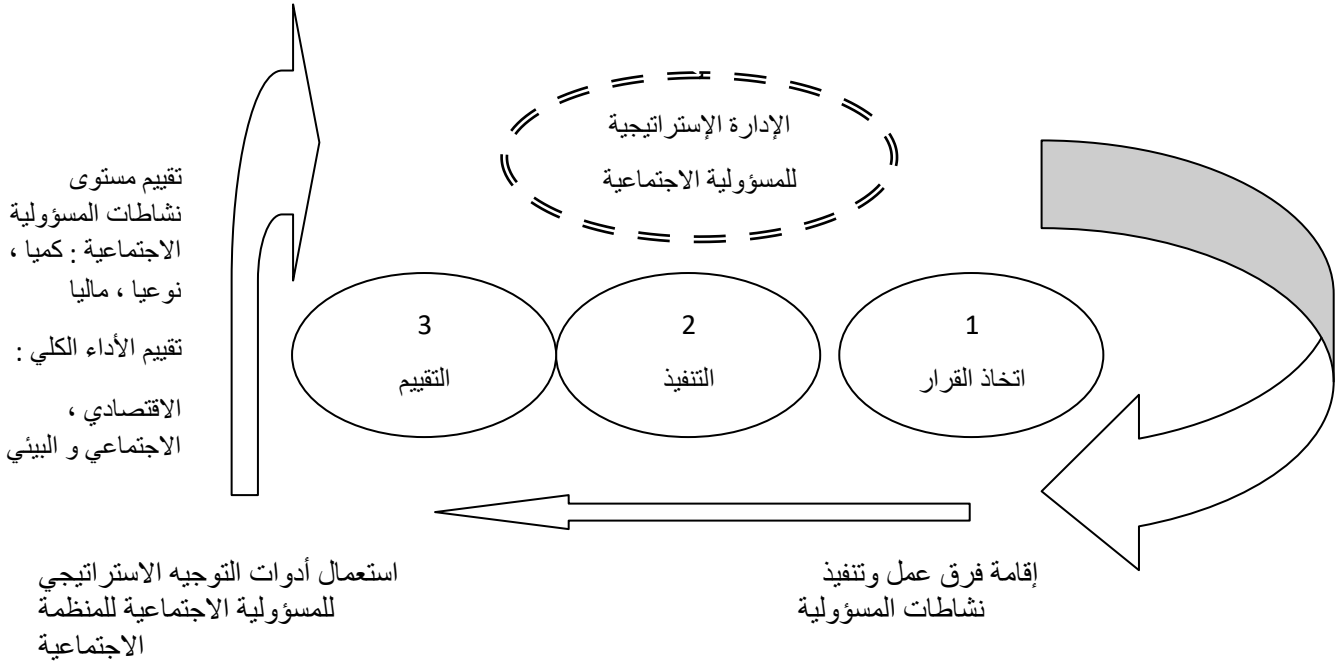 الإدارة الإستراتيجية
للمسؤولية الاجتماعية
1
اتخاذ القرار
2
التنفيذ
3
التقييم
تقييم مستوى
نشاطات المسؤولية
الاجتماعية : كميا ،
نوعيا ، ماليا
تقييم الأداء الكلي :
الاقتصادي ،
الاجتماعي و البيئي
إقامة فرق عمل وتنفيذ
نشاطات المسؤولية
استعمال أدوات التوجيه الاستراتيجي
للمسؤولية الاجتماعية للمنظمة
الاجتماعية